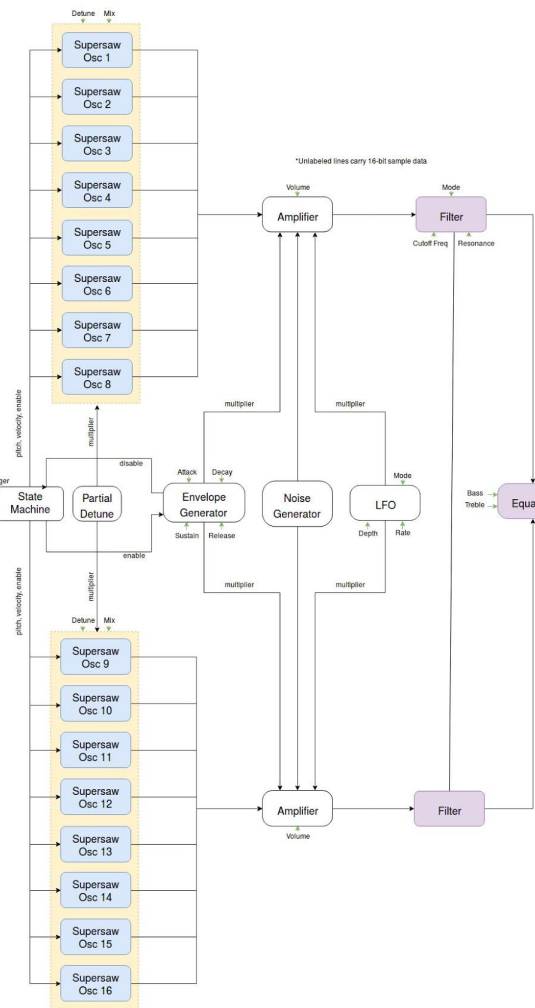 Detune Mix
Supersaw
Osc 1
Supersaw
Osc 2
Supersaw
Osc 3
Supersaw
Osc 4
Supersaw
Osc 5
Supersaw
Osc 6
Supersaw
Osc 7
Supersaw
Osc 8
*Unlabeled lines carry 16-bit sample data
Volume
Amplifier
Mode
Filter
Cutoff Freq Resonance
pitch, velocity, enable
multiplier
disable
multiplier
multiplier
ger
State
Machine
Partial
Detune
Attack Decay
Envelope
Generator
Sustain Release
enable
Noise
Generator
Mode
LFO
Depth Rate
Bass
Treble
Equa
pitch, velocity, enable
multiplier
multiplier
multiplier
Detune Mix
Supersaw
Osc 9
Supersaw
Osc 10
Supersaw
Osc 11
Supersaw
Osc 12
Supersaw
Osc 13
Supersaw
Osc 14
Supersaw
Osc 15
Supersaw
Osc 16
Amplifier
Volume
Filter